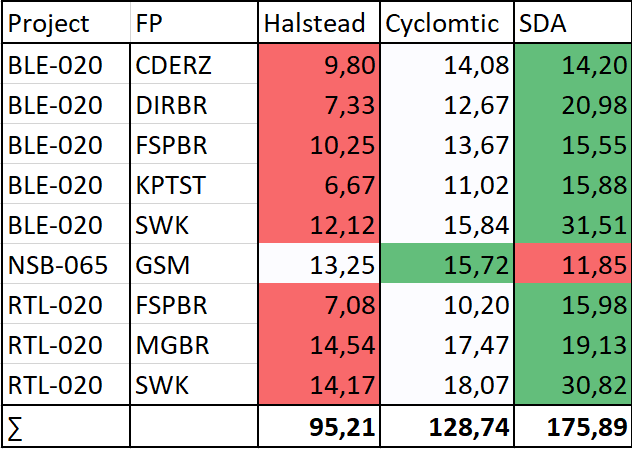 Project FP Halstead Cyclomtic SDA
BLE-020 CDERZ 9,80 14,08 14,20
BLE-020 DIRBR 7,33 12,67 20,98
BLE-020 FSPBR 10,25 13,67 15,55
BLE-020 KPTST 6,67 11,02 15,88
BLE-020 SWK 12,12 15,84 31,51
NSB-065 GSM 13,25 15,72 11,85
RTL-020 FSPBR 7,08 10,20 15,98
RTL-020 MGBR 14,54 17,47 19,13
RTL-020 SWK 14,17 18,07 30,82
∑ 95,21 128,74 175,89